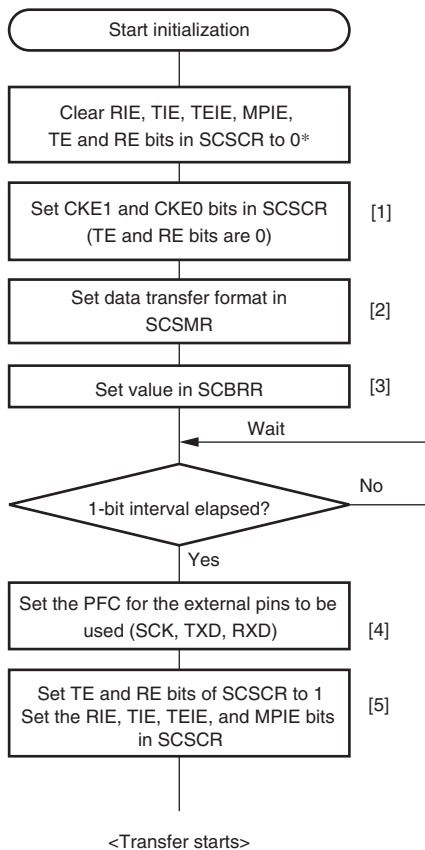 Start initialization
Clear RIE, TIE, TEIE, MPIE,
TE and RE bits in SCSCR to 0*
Set CKE1 and CKE0 bits in SCSCR
(TE and RE bits are 0)
[1]
Set data transfer format in
SCSMR
[2]
Set value in SCBRR
[3]
Wait
1-bit interval elapsed?
No
Yes
Set the PFC for the external pins to be
used (SCK, TXD, RXD)
[4]
Set TE and RE bits of SCSCR to 1
Set the RIE, TIE, TEIE, and MPIE bits
in SCSCR
[5]
<Transfer starts>